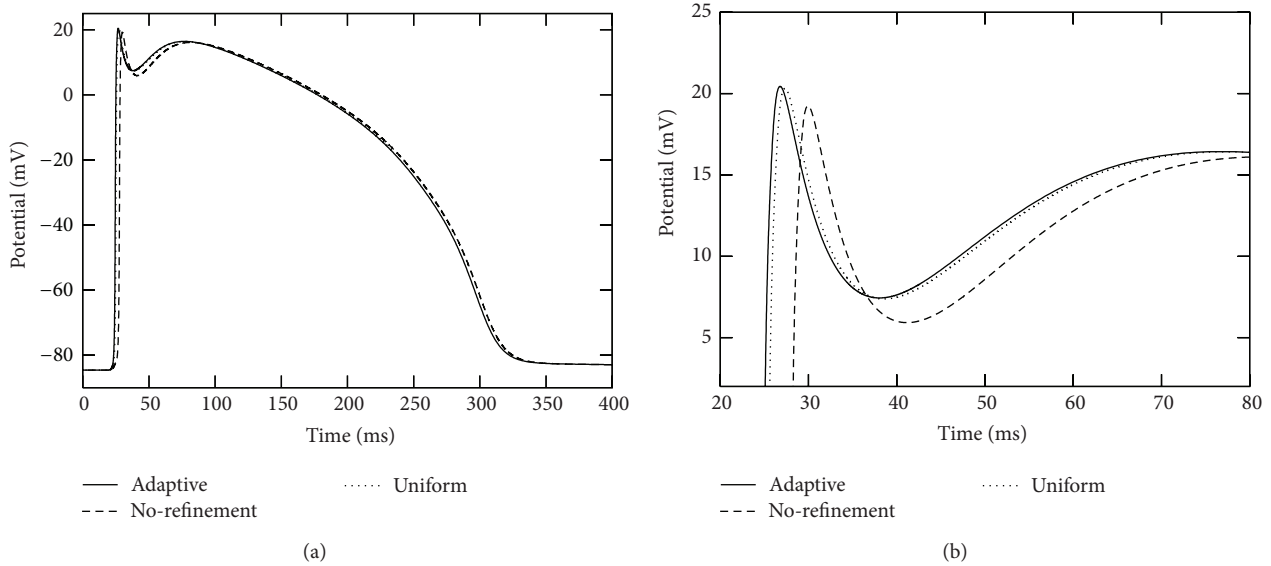 20
0
−20
−40
−60
−80
Potential (mV)
0 50 100 150 200 250 300 350 400
Time (ms)
Adaptive
Uniform
No-refinement
(a)
25
20
15
10
5
Potential (mV)
20 30 40 50 60 70 80
Time (ms)
Adaptive
Uniform
No-refinement
(b)